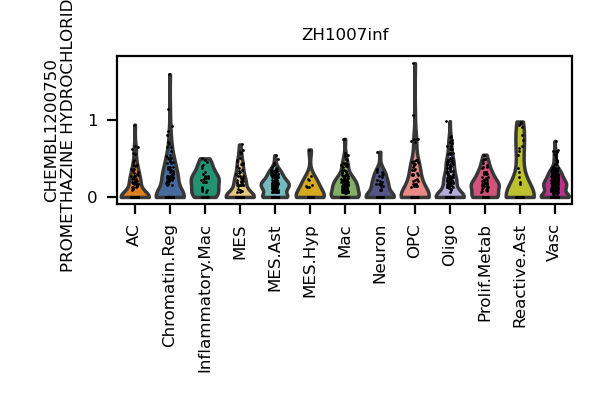 ZH1007inf
CHEMBL1200750
PROMETHAZINE HYDROCHLORID
1
0
AC
Chromatin.Reg
Inflammatory.Mac
MES
MES.Ast
MES.Hyp
Mac
Neuron
OPC
Oligo
Prolif.Metab
Reactive.Ast
Vasc